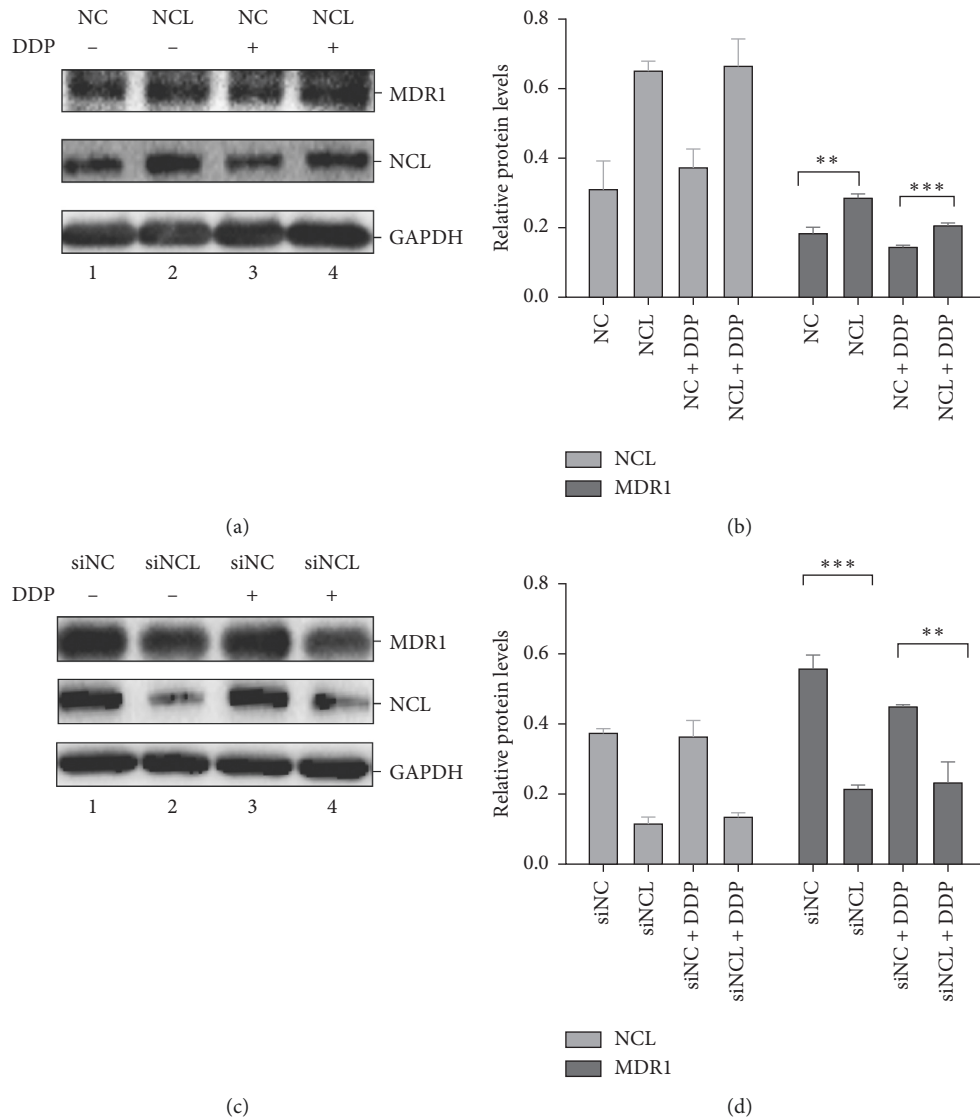 NC NCL NC NCL
DDP – – + +
MDR1
NCL
GAPDH
1 2 3 4
(a)
Relative protein levels
0.8
0.6
0.4
0.2
0.0
** ***
NC NCL NC + DDP NCL + DDP NC NCL NC + DDP NCL + DDP
NCL
MDR1
(b)
siNC siNCL siNC siNCL
DDP – – + +
MDR1
NCL
GAPDH
1 2 3 4
(c)
Relative protein levels
0.8
0.6
0.4
0.2
0.0
***
**
siNC siNCL siNC + DDP siNCL + DDP siNC siNCL siNC + DDP siNCL + DDP
NCL
MDR1
(d)